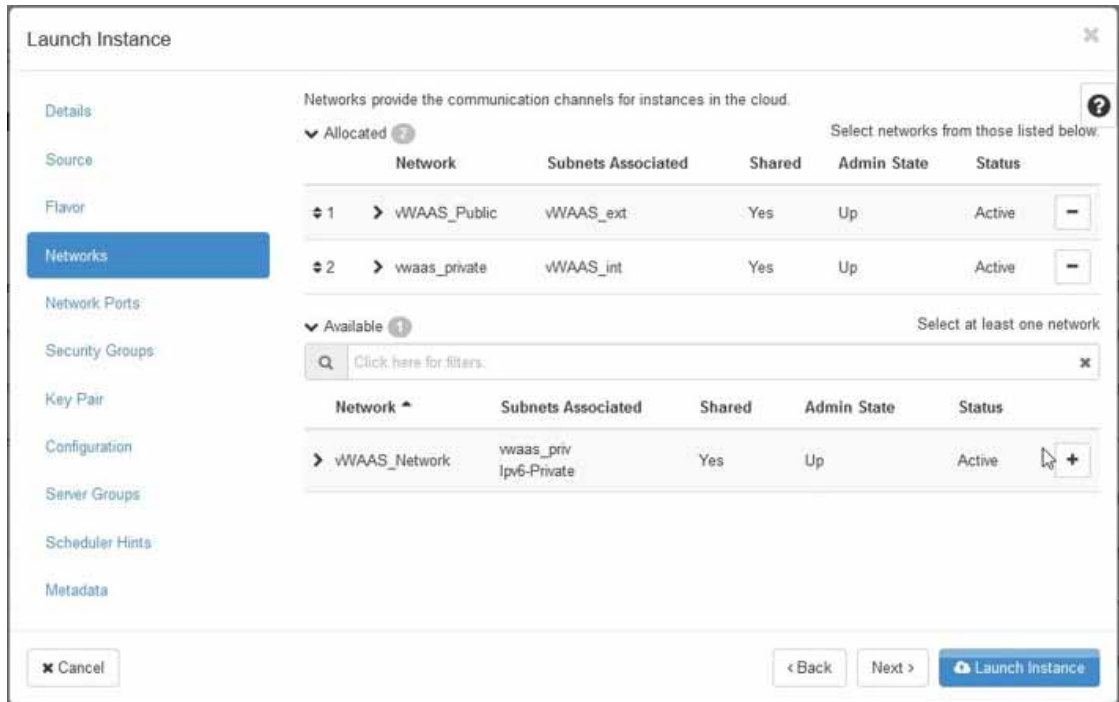 Launch Instance
Details
Source
Flavor
Networks
Network Ports
Security Groups
Key Pair
Configuration
Server Groups
Scheduler Hints
Metadata
Networks provide the communication channels for instances in the cloud.
Allocated 2 Select networks from those listed below.
Network Subnets Associated Shared Admin State Status
1 vWAAS_Public vWAAS_ext Yes Up Active
2 vwaas_private vWAAS_int Yes Up Active
Available 1 Select at least one network
Click here for filters.
Network Subnets Associated Shared Admin State Status
vWAAS_Network vwaas_priv Yes Up Active
Ipv6-Private
Cancel < Back Next > Launch Instance